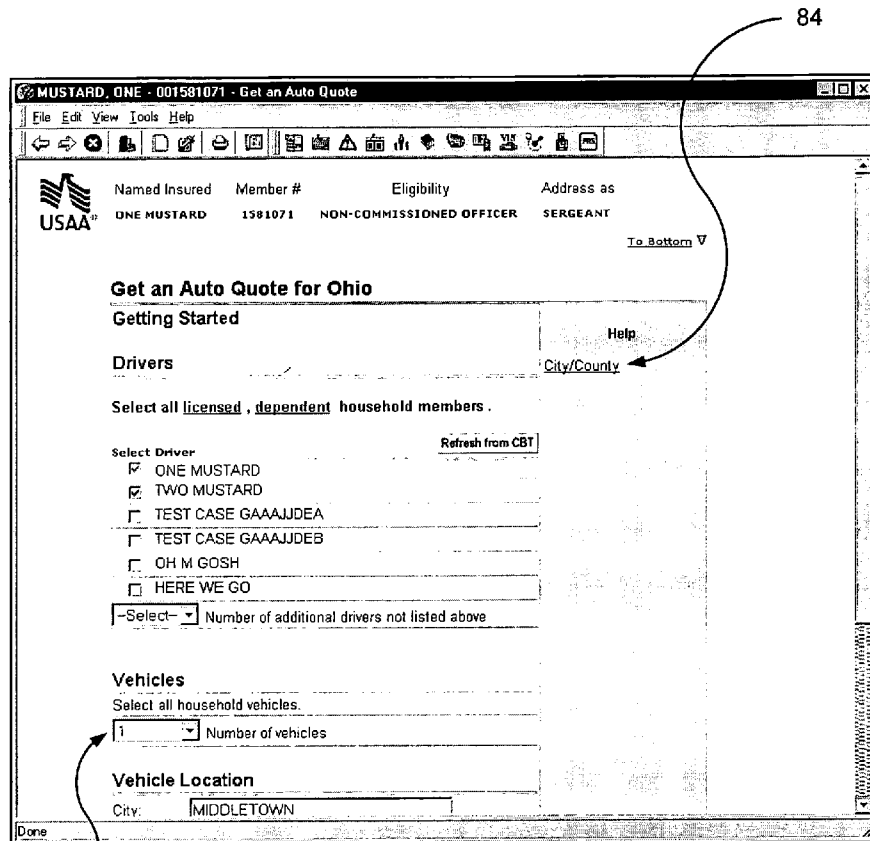 84
MUSTARD, ONE - 001581071 - Get an Auto Quote
File Edit View Tools Help
Named Insured Member # Eligibility Address as
USAA® ONE MUSTARD 1581071 NON-COMMISSIONED OFFICER SERGEANT
To Bottom
Get an Auto Quote for Ohio
Getting Started
Help
Drivers
City/County
Select all licensed , dependent household members .
Select Driver
Refresh from CBT
ONE MUSTARD
TWO MUSTARD
TEST CASE GAAAJJDEA
TEST CASE GAAAJJDEB
OH M GOSH
HERE WE GO
--Select-- Number of additional drivers not listed above
Vehicles
Select all household vehicles.
1 Number of vehicles
Vehicle Location
City: MIDDLETOWN
Done